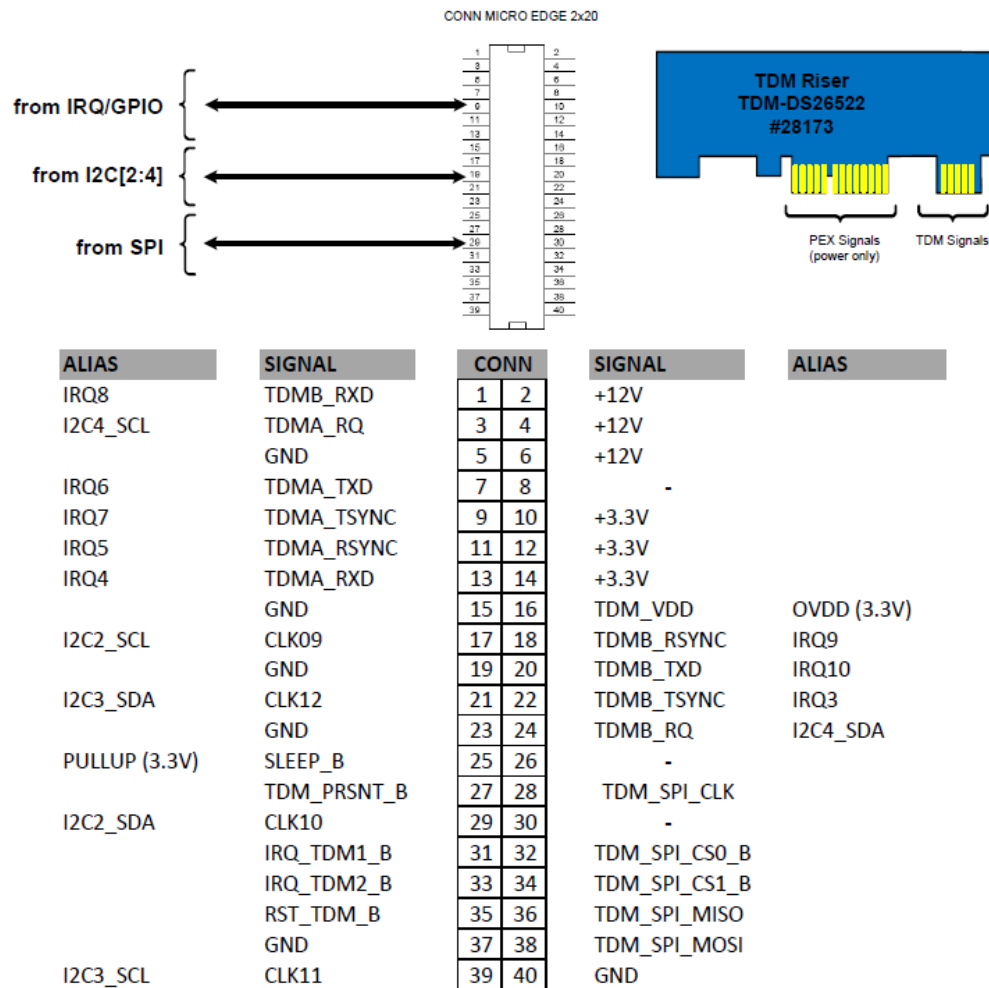 CONN MICRO EDGE 2x20
1 2
3 4
5 6
7 8
9 10
11 12
13 14
15 16
17 18
19 20
21 22
23 24
25 26
27 28
29 30
31 32
33 34
35 36
37 38
39 40
from IRQ/GPIO
from I2C[2:4]
from SPI
TDM Riser
TDM-DS26522
#28173
PEX Signals
(power only)
TDM Signals
ALIAS SIGNAL CONN SIGNAL ALIAS
IRQ8 TDMB_RXD 1 2 +12V
I2C4_SCL TDMA_RQ 3 4 +12V
GND 5 6 +12V
IRQ6 TDMA_TXD 7 8 -
IRQ7 TDMA_TSYNC 9 10 +3.3V
IRQ5 TDMA_RSYNC 11 12 +3.3V
IRQ4 TDMA_RXD 13 14 +3.3V
GND 15 16 TDM_VDD OVDD (3.3V)
I2C2_SCL CLK09 17 18 TDMB_RSYNC IRQ9
GND 19 20 TDMB_TXD IRQ10
I2C3_SDA CLK12 21 22 TDMB_TSYNC IRQ3
GND 23 24 TDMB_RQ I2C4_SDA
PULLUP (3.3V) SLEEP_B 25 26 -
TDM_PRSNT_B 27 28 TDM_SPI_CLK
I2C2_SDA CLK10 29 30 -
IRQ_TDM1_B 31 32 TDM_SPI_CS0_B
IRQ_TDM2_B 33 34 TDM_SPI_CS1_B
RST_TDM_B 35 36 TDM_SPI_MISO
GND 37 38 TDM_SPI_MOSI
I2C3_SCL CLK11 39 40 GND